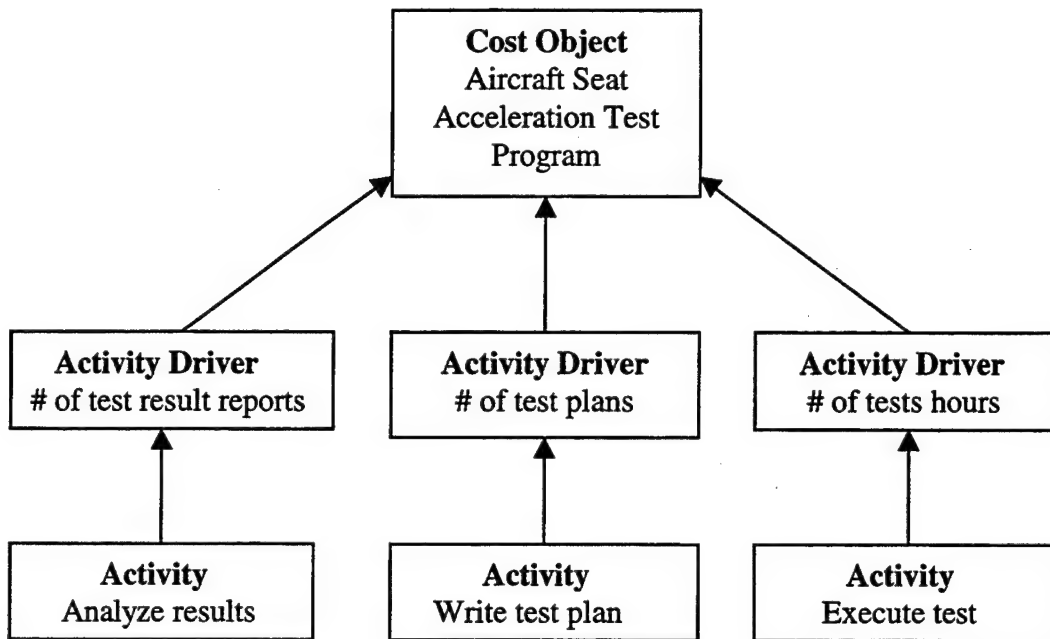 Cost Object
Aircraft Seat
Acceleration Test
Program
Activity Driver
# of test result reports
Activity Driver
# of test plans
Activity Driver
# of tests hours
Activity
Analyze results
Activity
Write test plan
Activity
Execute test